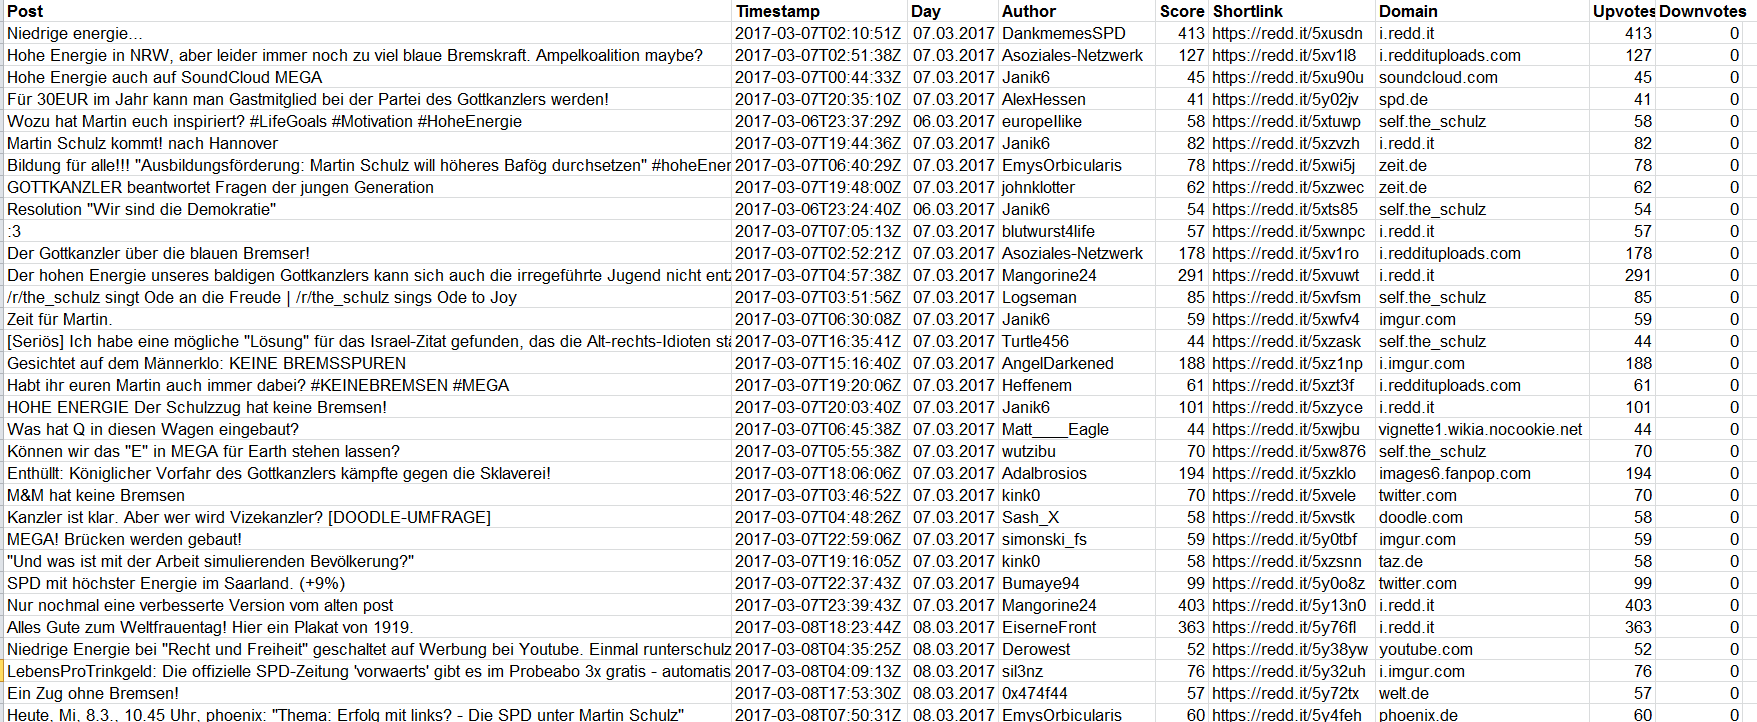 Post Timestamp Day Author Score Shortlink Domain Upvotes Downvotes
Niedrige energie... 2017-03-07T02:10:51Z 07.03.2017 DankmemesSPD 413 https://redd.it/5xusdn i.redd.it 413 0
Hohe Energie in NRW, aber leider immer noch zu viel blaue Bremskraft. Ampelkoalition maybe? 2017-03-07T02:51:38Z 07.03.2017 Asoziales-Netzwerk 127 https://redd.it/5xv1l8 i.reddituploads.com 127 0
Hohe Energie auch auf SoundCloud MEGA 2017-03-07T00:44:33Z 07.03.2017 Janik6 45 https://redd.it/5xu90u soundcloud.com 45 0
Für 30EUR im Jahr kann man Gastmitglied bei der Partei des Gottkanzlers werden! 2017-03-07T20:35:10Z 07.03.2017 AlexHessen 41 https://redd.it/5y02jv spd.de 41 0
Wozu hat Martin euch inspiriert? #LifeGoals #Motivation #HoheEnergie 2017-03-06T23:37:29Z 06.03.2017 europellike 58 https://redd.it/5xtuwp self.the_schulz 58 0
Martin Schulz kommt! nach Hannover 2017-03-07T19:44:36Z 07.03.2017 Janik6 82 https://redd.it/5xzvzh i.redd.it 82 0
Bildung für alle!!! "Ausbildungsförderung: Martin Schulz will höheres Bafög durchsetzen" #hoheEner 2017-03-07T06:40:29Z 07.03.2017 EmysOrbicularis 78 https://redd.it/5xwi5j zeit.de 78 0
GOTTKANZLER beantwortet Fragen der jungen Generation 2017-03-07T19:48:00Z 07.03.2017 johnklotter 62 https://redd.it/5xzwec zeit.de 62 0
Resolution "Wir sind die Demokratie" 2017-03-06T23:24:40Z 06.03.2017 Janik6 54 https://redd.it/5xts85 self.the_schulz 54 0
:3 2017-03-07T07:05:13Z 07.03.2017 blutwurst4life 57 https://redd.it/5xwnpc i.redd.it 57 0
Der Gottkanzler über die blauen Bremser! 2017-03-07T02:52:21Z 07.03.2017 Asoziales-Netzwerk 178 https://redd.it/5xv1ro i.reddituploads.com 178 0
Der hohen Energie unseres baldigen Gottkanzlers kann sich auch die irregeführte Jugend nicht entz 2017-03-07T04:57:38Z 07.03.2017 Mangorine24 291 https://redd.it/5xvuwt i.redd.it 291 0
/r/the_schulz singt Ode an die Freude | /r/the_schulz sings Ode to Joy 2017-03-07T03:51:56Z 07.03.2017 Logseman 85 https://redd.it/5xvfsm self.the_schulz 85 0
Zeit für Martin. 2017-03-07T06:30:08Z 07.03.2017 Janik6 59 https://redd.it/5xwfv4 imgur.com 59 0
[Seriös] Ich habe eine mögliche "Lösung" für das Israel-Zitat gefunden, das die Alt-rechts-Idioten stä 2017-03-07T16:35:41Z 07.03.2017 Turtle456 44 https://redd.it/5xzask self.the_schulz 44 0
Gesichtet auf dem Männerklo: KEINE BREMSSPUREN 2017-03-07T15:16:40Z 07.03.2017 AngelDarkened 188 https://redd.it/5xz1np i.imgur.com 188 0
Habt ihr euren Martin auch immer dabei? #KEINEBREMSEN #MEGA 2017-03-07T19:20:06Z 07.03.2017 Heffenem 61 https://redd.it/5xzt3f i.reddituploads.com 61 0
HOHE ENERGIE Der Schulzzug hat keine Bremsen! 2017-03-07T20:03:40Z 07.03.2017 Janik6 101 https://redd.it/5xzyce i.redd.it 101 0
Was hat Q in diesen Wagen eingebaut? 2017-03-07T06:45:38Z 07.03.2017 Matt____Eagle 44 https://redd.it/5xwjbu vignette1.wikia.nocookie.net 44 0
Können wir das "E" in MEGA für Earth stehen lassen? 2017-03-07T05:55:38Z 07.03.2017 wutzibu 70 https://redd.it/5xw876 self.the_schulz 70 0
Enthüllt: Königlicher Vorfahr des Gottkanzlers kämpfte gegen die Sklaverei! 2017-03-07T18:06:06Z 07.03.2017 Adalbrosios 194 https://redd.it/5xzklo images6.fanpop.com 194 0
M&M hat keine Bremsen 2017-03-07T03:46:52Z 07.03.2017 kink0 70 https://redd.it/5xvele twitter.com 70 0
Kanzler ist klar. Aber wer wird Vizekanzler? [DOODLE-UMFRAGE] 2017-03-07T04:48:26Z 07.03.2017 Sash_X 58 https://redd.it/5xvstk doodle.com 58 0
MEGA! Brücken werden gebaut! 2017-03-07T22:59:06Z 07.03.2017 simonski_fs 59 https://redd.it/5y0tbf imgur.com 59 0
"Und was ist mit der Arbeit simulierenden Bevölkerung?" 2017-03-07T19:16:05Z 07.03.2017 kink0 58 https://redd.it/5xzsnn taz.de 58 0
SPD mit höchster Energie im Saarland. (+9%) 2017-03-07T22:37:43Z 07.03.2017 Bumaye94 99 https://redd.it/5y0o8z twitter.com 99 0
Nur nochmal eine verbesserte Version vom alten post 2017-03-07T23:39:43Z 07.03.2017 Mangorine24 403 https://redd.it/5y13n0 i.redd.it 403 0
Alles Gute zum Weltfrauentag! Hier ein Plakat von 1919. 2017-03-08T18:23:44Z 08.03.2017 EiserneFront 363 https://redd.it/5y76fl i.redd.it 363 0
Niedrige Energie bei "Recht und Freiheit" geschaltet auf Werbung bei Youtube. Einmal runterschulz 2017-03-08T04:35:25Z 08.03.2017 Derowest 52 https://redd.it/5y38yw youtube.com 52 0
LebensProTrinkgeld: Die offizielle SPD-Zeitung 'vorwaerts' gibt es im Probeabo 3x gratis - automatis 2017-03-08T04:09:13Z 08.03.2017 sil3nz 76 https://redd.it/5y32uh i.imgur.com 76 0
Ein Zug ohne Bremsen! 2017-03-08T17:53:30Z 08.03.2017 0x474f44 57 https://redd.it/5y72tx welt.de 57 0
Heute, Mi, 8.3., 10.45 Uhr, phoenix: "Thema: Erfolg mit links? - Die SPD unter Martin Schulz" 2017-03-08T07:50:31Z 08.03.2017 EmysOrbicularis 60 https://redd.it/5y4feh phoenix.de 60 0